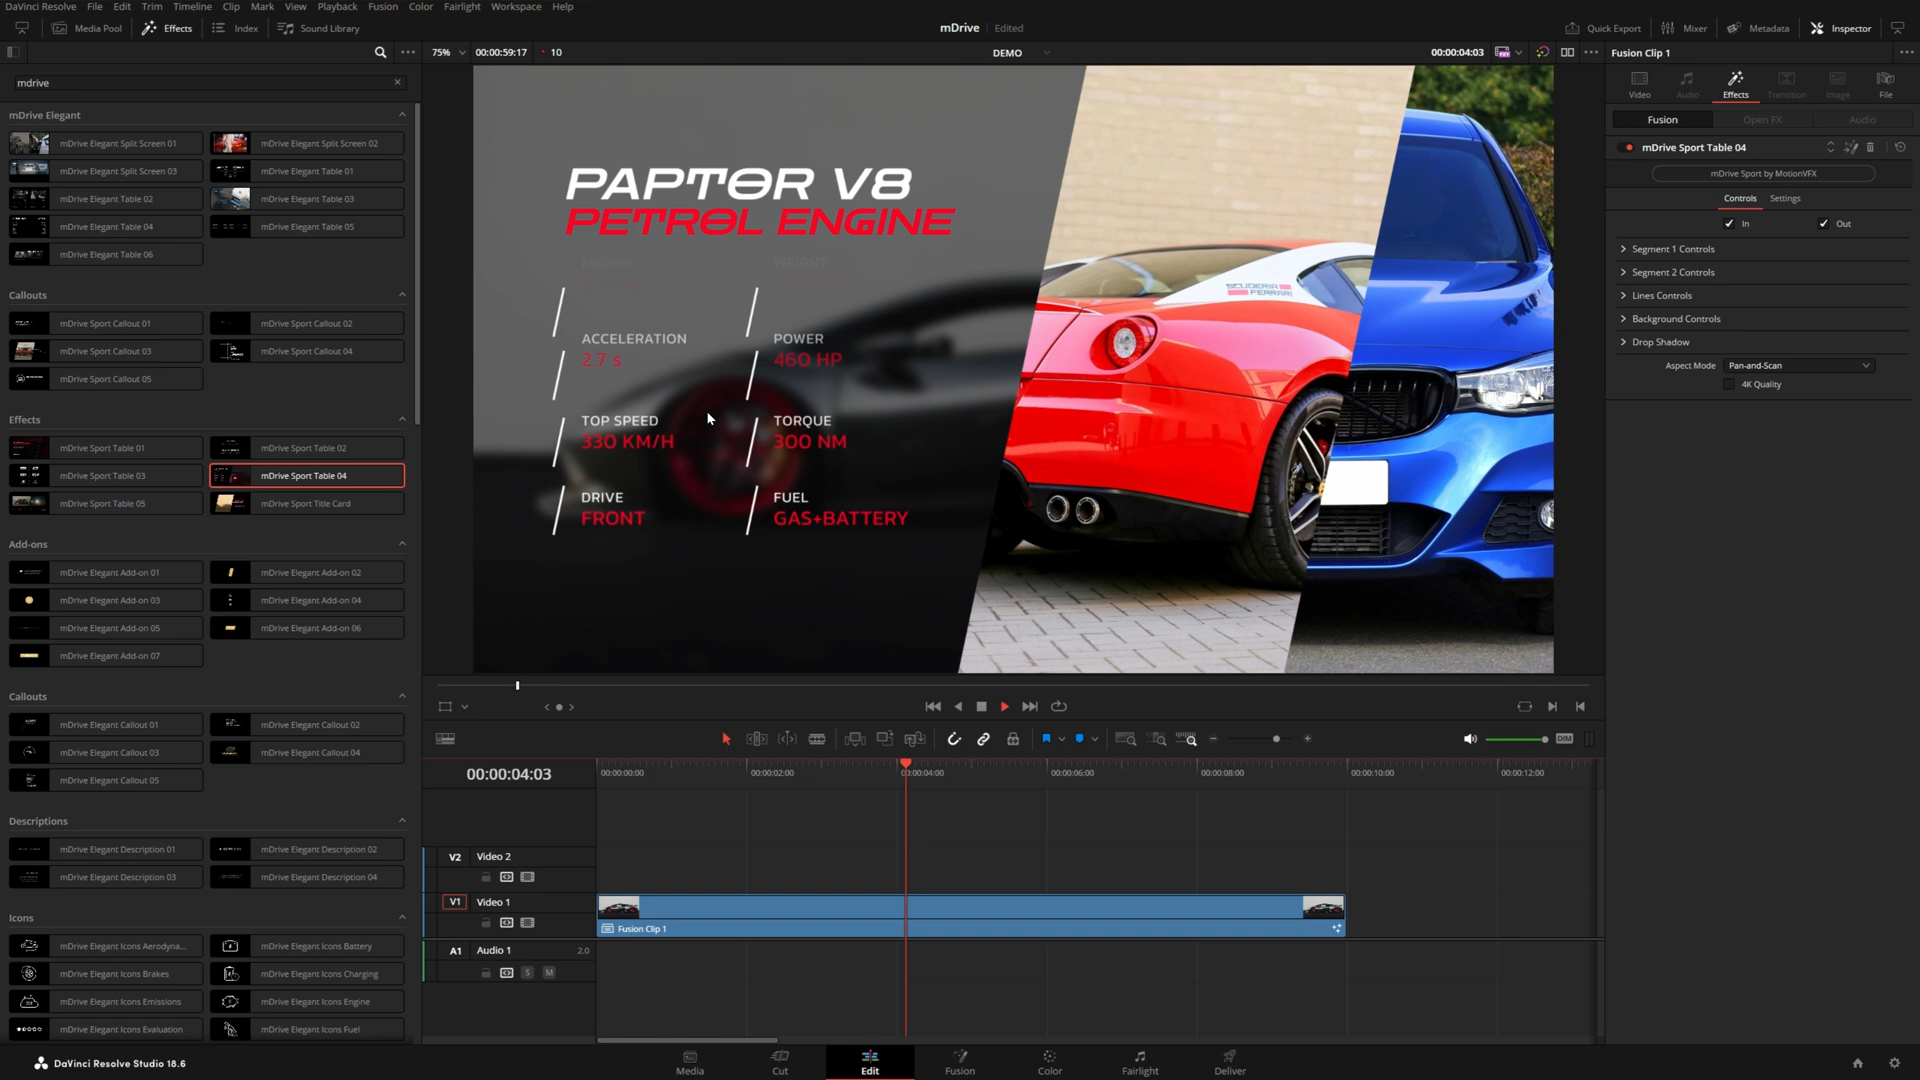 DaVinci Resolve File Edit Trim Timeline Clip Mark View Playback Fusion Color Fairlight Workspace Help
Media Pool Effects Index Sound Library mDrive Edited Quick Export Mixer Metadata Inspector
75% 00:00:59:17 10 DEMO 00:00:04:03 Fusion Clip 1
mdrive
mDrive Elegant
mDrive Elegant Split Screen 01 mDrive Elegant Split Screen 02
mDrive Elegant Split Screen 03 mDrive Elegant Table 01
mDrive Elegant Table 02 mDrive Elegant Table 03
mDrive Elegant Table 04 mDrive Elegant Table 05
mDrive Elegant Table 06
Callouts
mDrive Sport Callout 01 mDrive Sport Callout 02
mDrive Sport Callout 03 mDrive Sport Callout 04
mDrive Sport Callout 05
Effects
mDrive Sport Table 01 mDrive Sport Table 02
mDrive Sport Table 03 mDrive Sport Table 04
mDrive Sport Table 05 mDrive Sport Title Card
Add-ons
mDrive Elegant Add-on 01 mDrive Elegant Add-on 02
mDrive Elegant Add-on 03 mDrive Elegant Add-on 04
mDrive Elegant Add-on 05 mDrive Elegant Add-on 06
mDrive Elegant Add-on 07
Callouts
mDrive Elegant Callout 01 mDrive Elegant Callout 02
mDrive Elegant Callout 03 mDrive Elegant Callout 04
mDrive Elegant Callout 05
Descriptions
mDrive Elegant Description 01 mDrive Elegant Description 02
mDrive Elegant Description 03 mDrive Elegant Description 04
Icons
mDrive Elegant Icons Aerodyna... mDrive Elegant Icons Battery
mDrive Elegant Icons Brakes mDrive Elegant Icons Charging
mDrive Elegant Icons Emissions mDrive Elegant Icons Engine
mDrive Elegant Icons Evaluation mDrive Elegant Icons Fuel
PAPTOR V8
PETROL ENGINE
ENGINE WEIGHT
ACCELERATION POWER
2.7 s 460 HP
TOP SPEED TORQUE
330 KM/H 300 NM
DRIVE FUEL
FRONT GAS+BATTERY
SCUDERIA
FERRARI
Video Audio Effects Transition Image File
Fusion Open FX Audio
mDrive Sport Table 04
mDrive Sport by MotionVFX
Controls Settings
In Out
Segment 1 Controls
Segment 2 Controls
Lines Controls
Background Controls
Drop Shadow
Aspect Mode Pan-and-Scan
4K Quality
DIM
00:00:04:03 00:00:00:00 00:00:02:00 00:00:04:00 00:00:06:00 00:00:08:00 00:00:10:00 00:00:12:00
V2 Video 2
V1 Video 1
Fusion Clip 1
A1 Audio 1 2.0
S M
DaVinci Resolve Studio 18.6 Media Cut Edit Fusion Color Fairlight Deliver